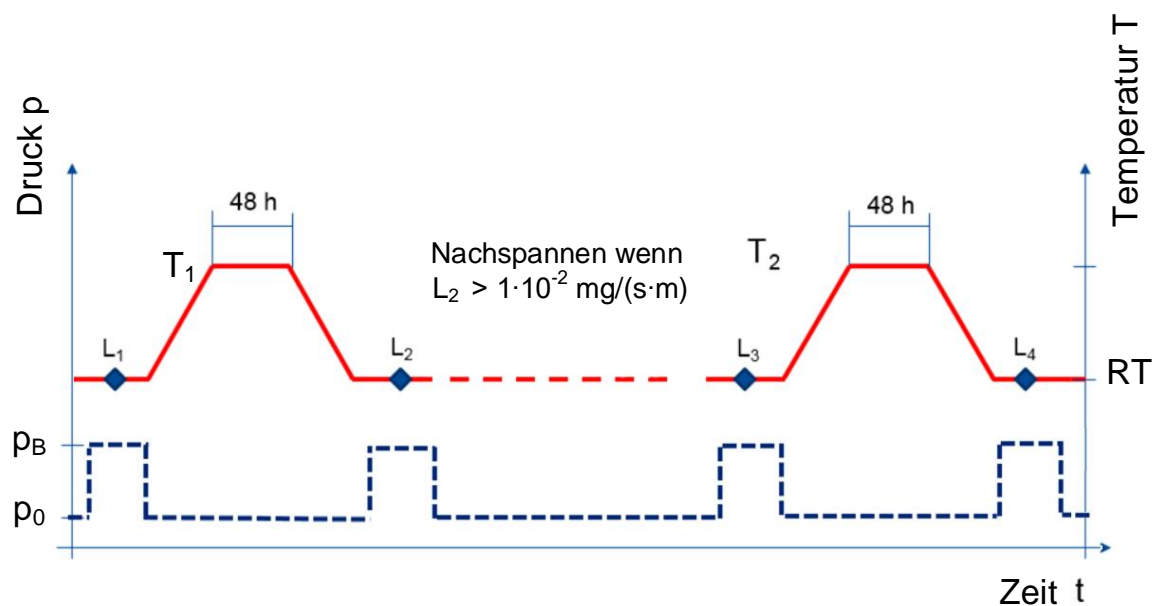 Druck p
Temperatur T
48 h
48 h
T₁
Nachspannen wenn
L₂ > 1·10⁻² mg/(s·m)
T₂
L₁
L₂
L₃
L₄
RT
pB
p₀
Zeit t